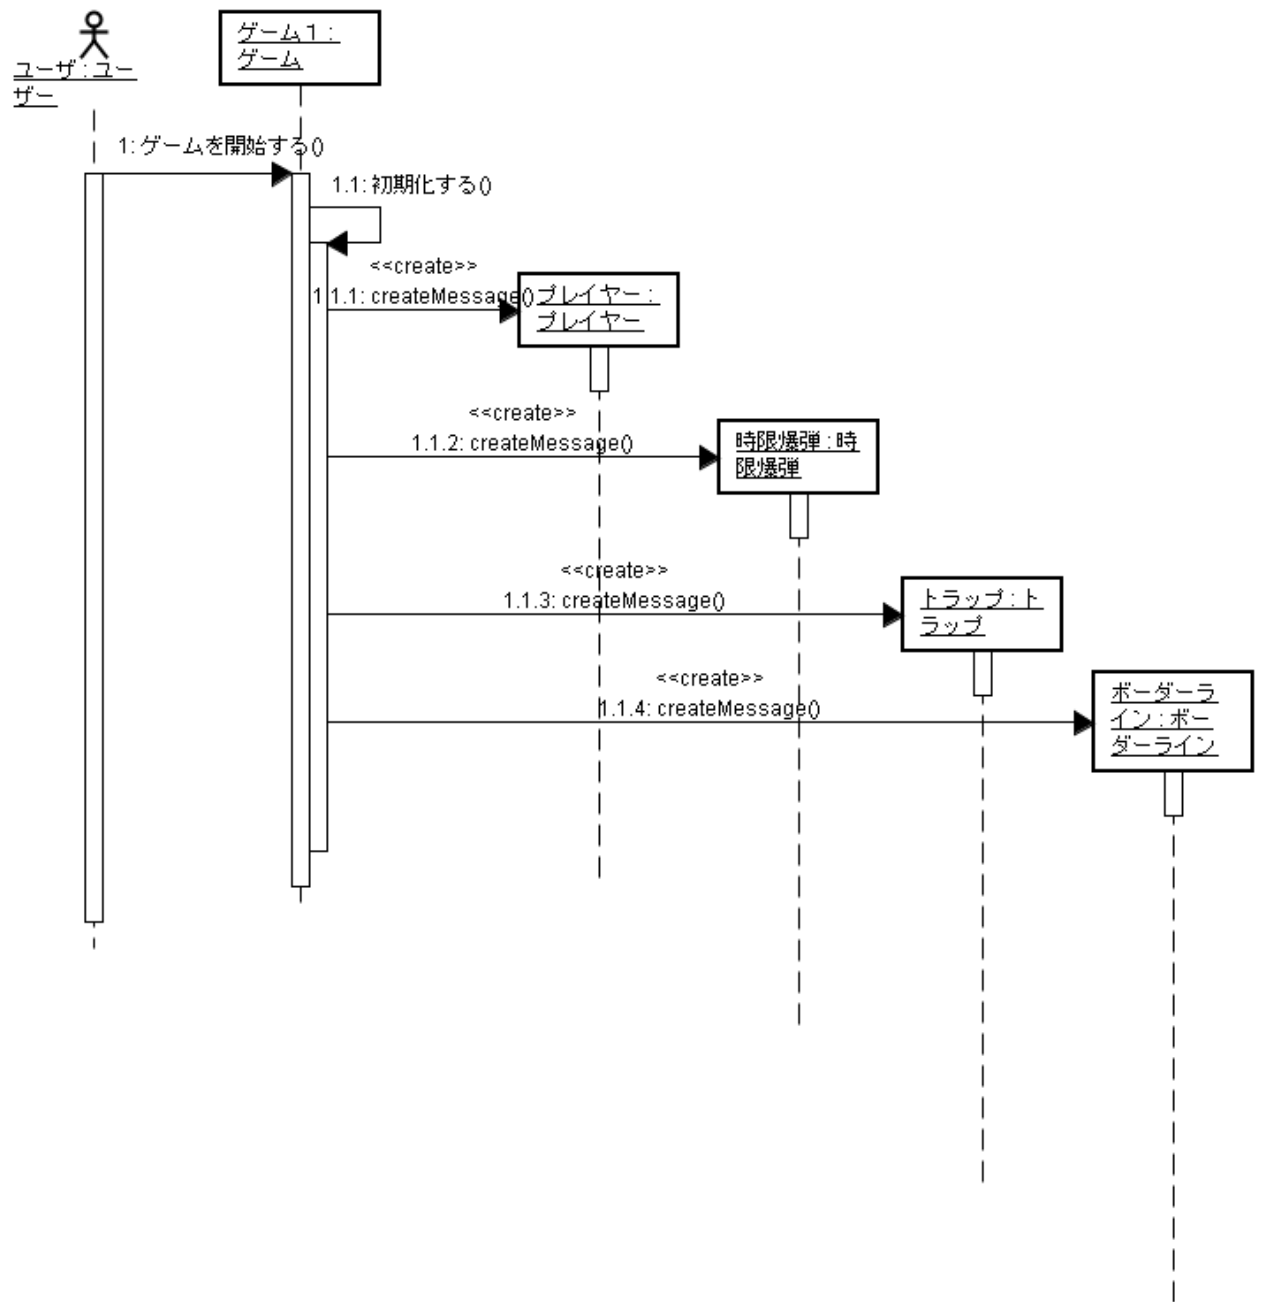 ユーザ：ユー
ザー
ゲーム１：
ゲーム
1: ゲームを開始する()
1.1: 初期化する()
<<create>>
1.1.1: createMessage()
プレイヤー：
プレイヤー
<<create>>
1.1.2: createMessage()
時限爆弾：時
限爆弾
<<create>>
1.1.3: createMessage()
トラップ：ト
ラップ
<<create>>
1.1.4: createMessage()
ボーダーラ
イン：ボー
ダーライン